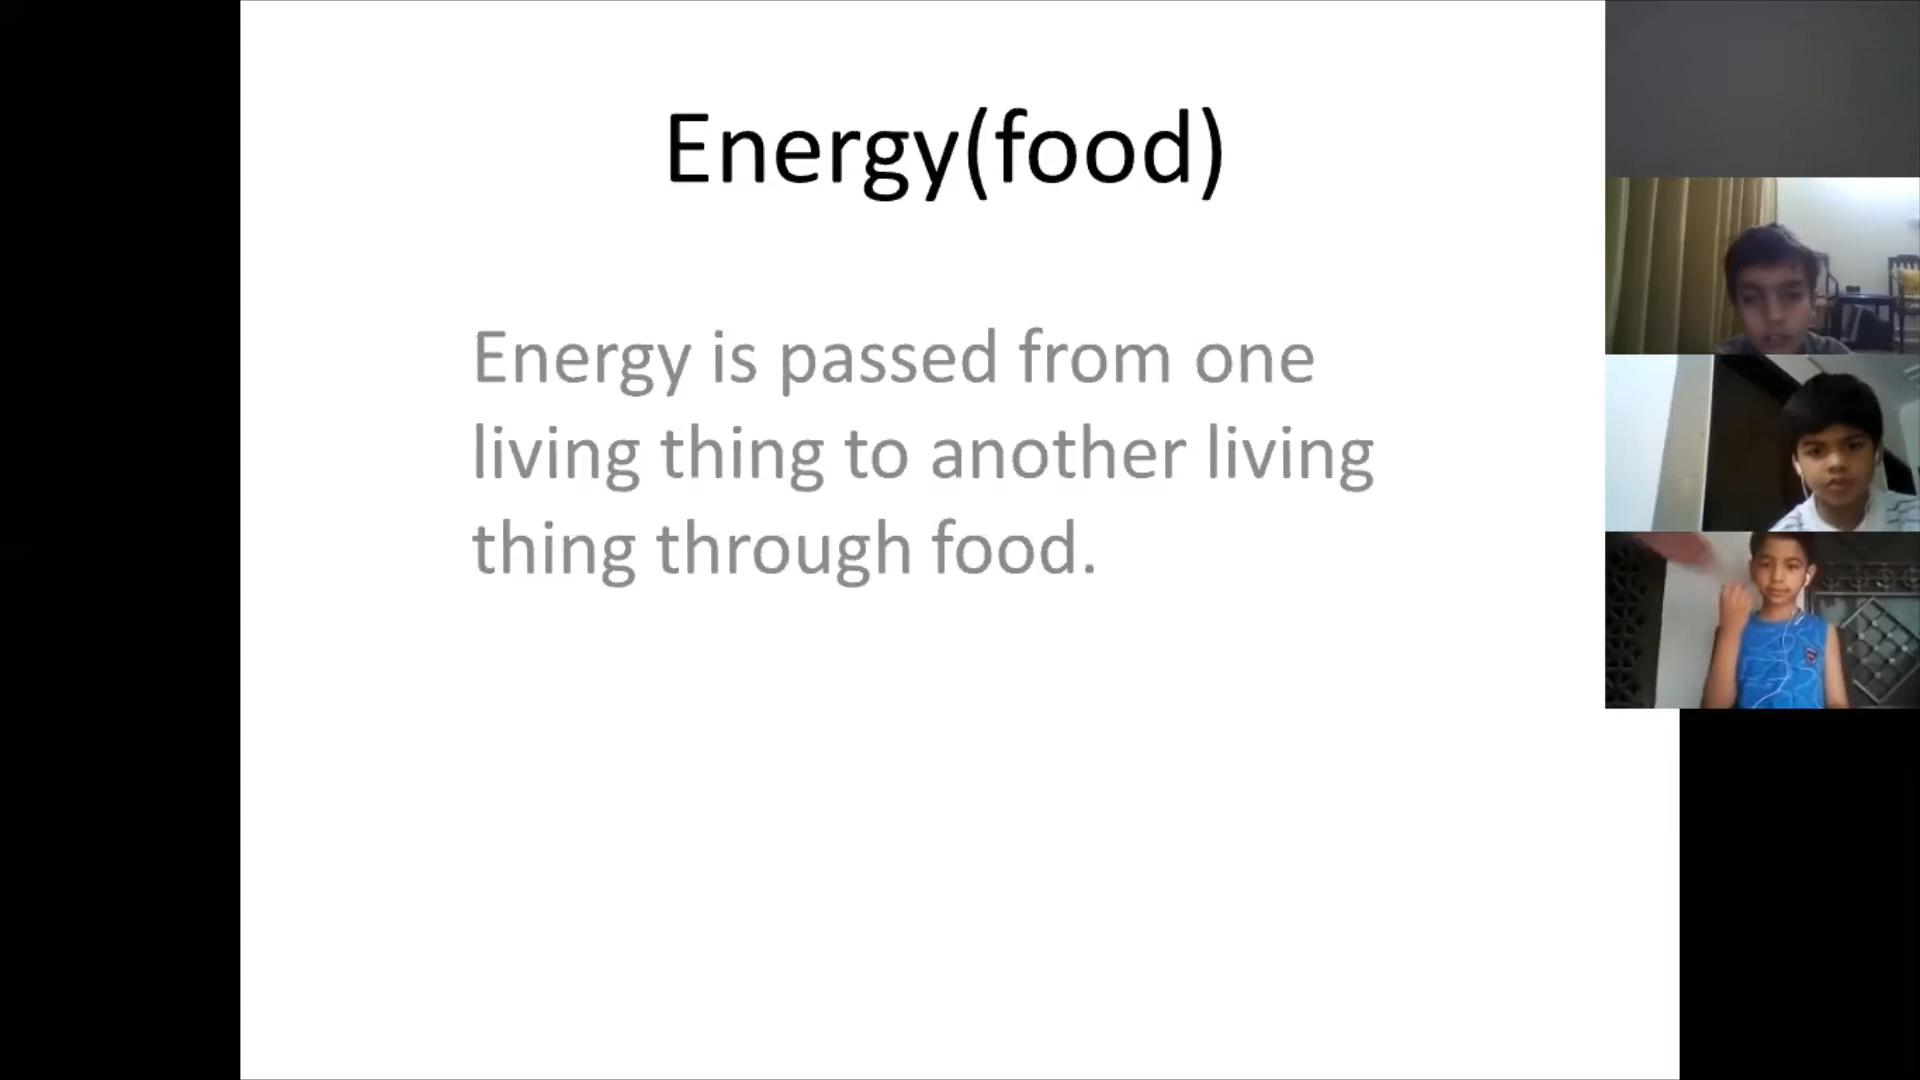 Energy(food)
Energy is passed from one
living thing to another living
thing through food.